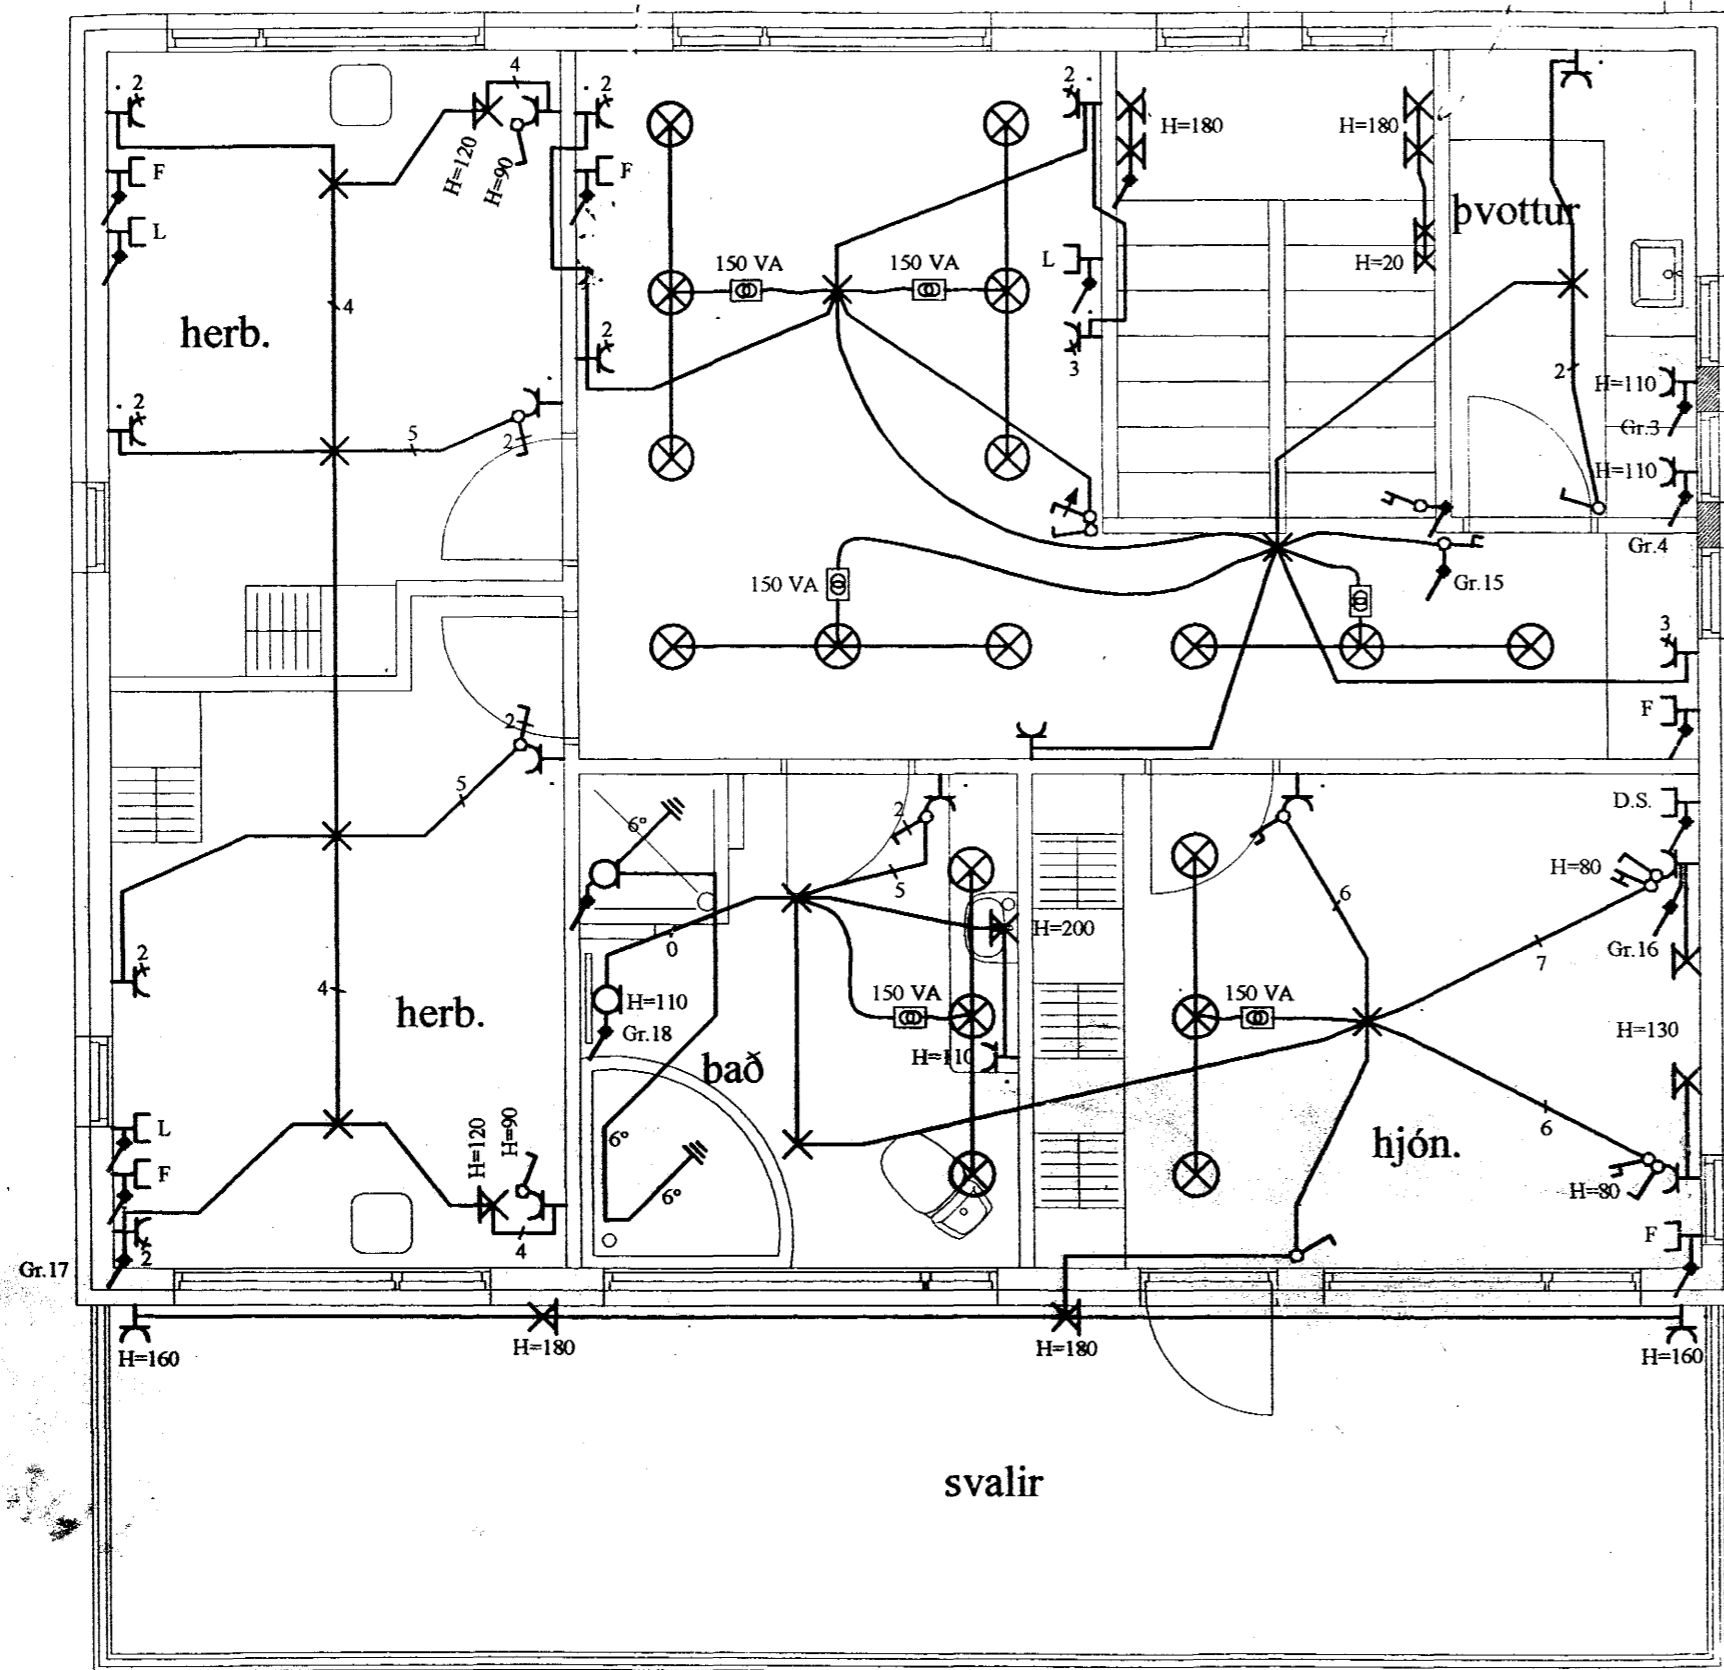 4
2
2
2
H=180
H=180
F
F
H=120
H=90
þvottur
L
150 VA
150 VA
L
H=20
4
herb.
2
3
2
H=110
2
Gr.3
5
2
H=110
Gr.4
150 VA
Gr.15
3
F
2
5
D.S.
6°
2
H=80
5
6
0
H=200
Gr.16
7
2
4
herb.
H=110
150 VA
150 VA
Gr.18
H=130
H=110
bað
L
H=120
H=90
6°
6
hjón.
F
6°
H=80
4
2
F
Gr.17
H=160
H=180
H=180
H=160
svalir